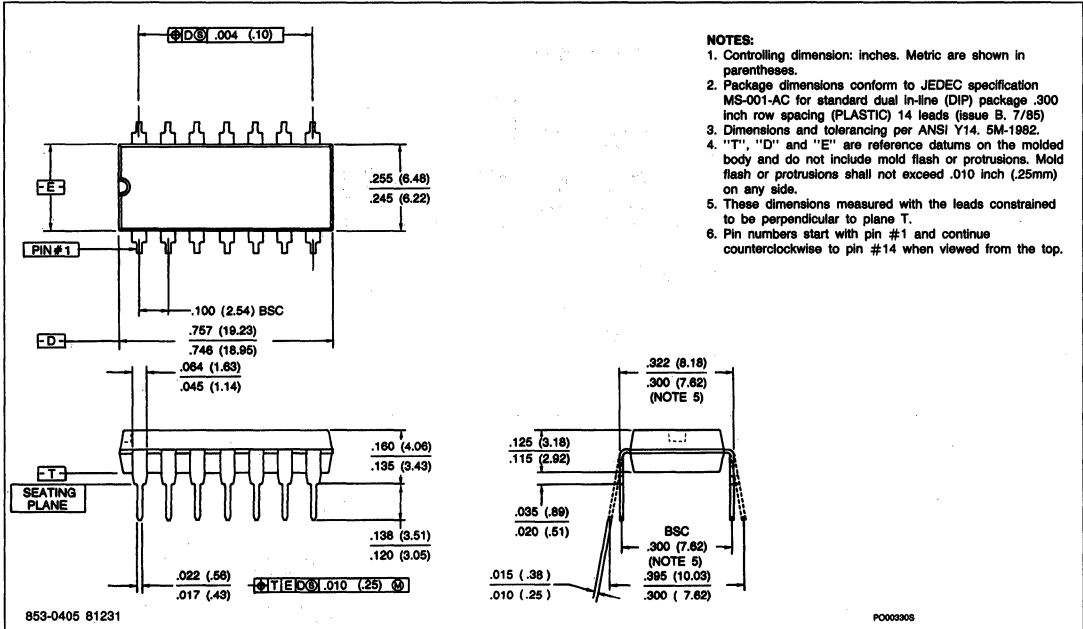 ⌖ D Ⓢ .004 (.10)
NOTES:
1. Controlling dimension: inches. Metric are shown in
parentheses.
2. Package dimensions conform to JEDEC specification
MS-001-AC for standard dual in-line (DIP) package .300
inch row spacing (PLASTIC) 14 leads (issue B. 7/85)
3. Dimensions and tolerancing per ANSI Y14. 5M-1982.
4. "T", "D" and "E" are reference datums on the molded
body and do not include mold flash or protrusions. Mold
flash or protrusions shall not exceed .010 inch (.25mm)
on any side.
5. These dimensions measured with the leads constrained
to be perpendicular to plane T.
6. Pin numbers start with pin #1 and continue
counterclockwise to pin #14 when viewed from the top.
-E-
.255 (6.48)
.245 (6.22)
PIN #1
.100 (2.54) BSC
-D-
.757 (19.23)
.746 (18.95)
.064 (1.63)
.045 (1.14)
.322 (8.18)
.300 (7.62)
(NOTE 5)
.160 (4.06)
.135 (3.43)
.125 (3.18)
.115 (2.92)
-T-
SEATING
PLANE
.035 (.89)
.020 (.51)
.138 (3.51)
.120 (3.05)
BSC
.300 (7.62)
(NOTE 5)
.022 (.56)
.017 (.43)
⌖ T E D Ⓢ .010 (.25) Ⓜ
.015 (.38)
.010 (.25)
.395 (10.03)
.300 (7.62)
853-0405 81231
PO00330S